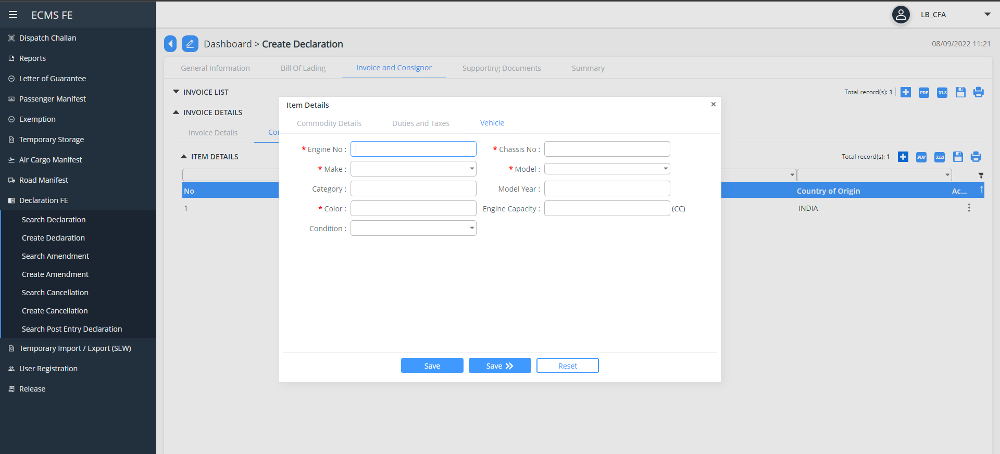 ECMS FE
LB_CFA
Dispatch Challan
Reports
Letter of Guarantee
Passenger Manifest
Exemption
Temporary Storage
Air Cargo Manifest
Road Manifest
Declaration FE
Search Declaration
Create Declaration
Search Amendment
Create Amendment
Search Cancellation
Create Cancellation
Search Post Entry Declaration
Temporary Import / Export (SEW)
User Registration
Release
Dashboard > Create Declaration
08/09/2022 11:21
General Information Bill Of Lading Invoice and Consignor Supporting Documents Summary
INVOICE LIST
Total record(s): 1 PDF XLS
INVOICE DETAILS
Invoice Details
ITEM DETAILS
Total record(s): 1 PDF XLS
No Country of Origin Ac...
1 INDIA
Item Details ×
Commodity Details Duties and Taxes Vehicle
* Engine No : * Chassis No :
* Make : * Model :
Category : Model Year :
* Color : Engine Capacity : (CC)
Condition :
Save Save Reset